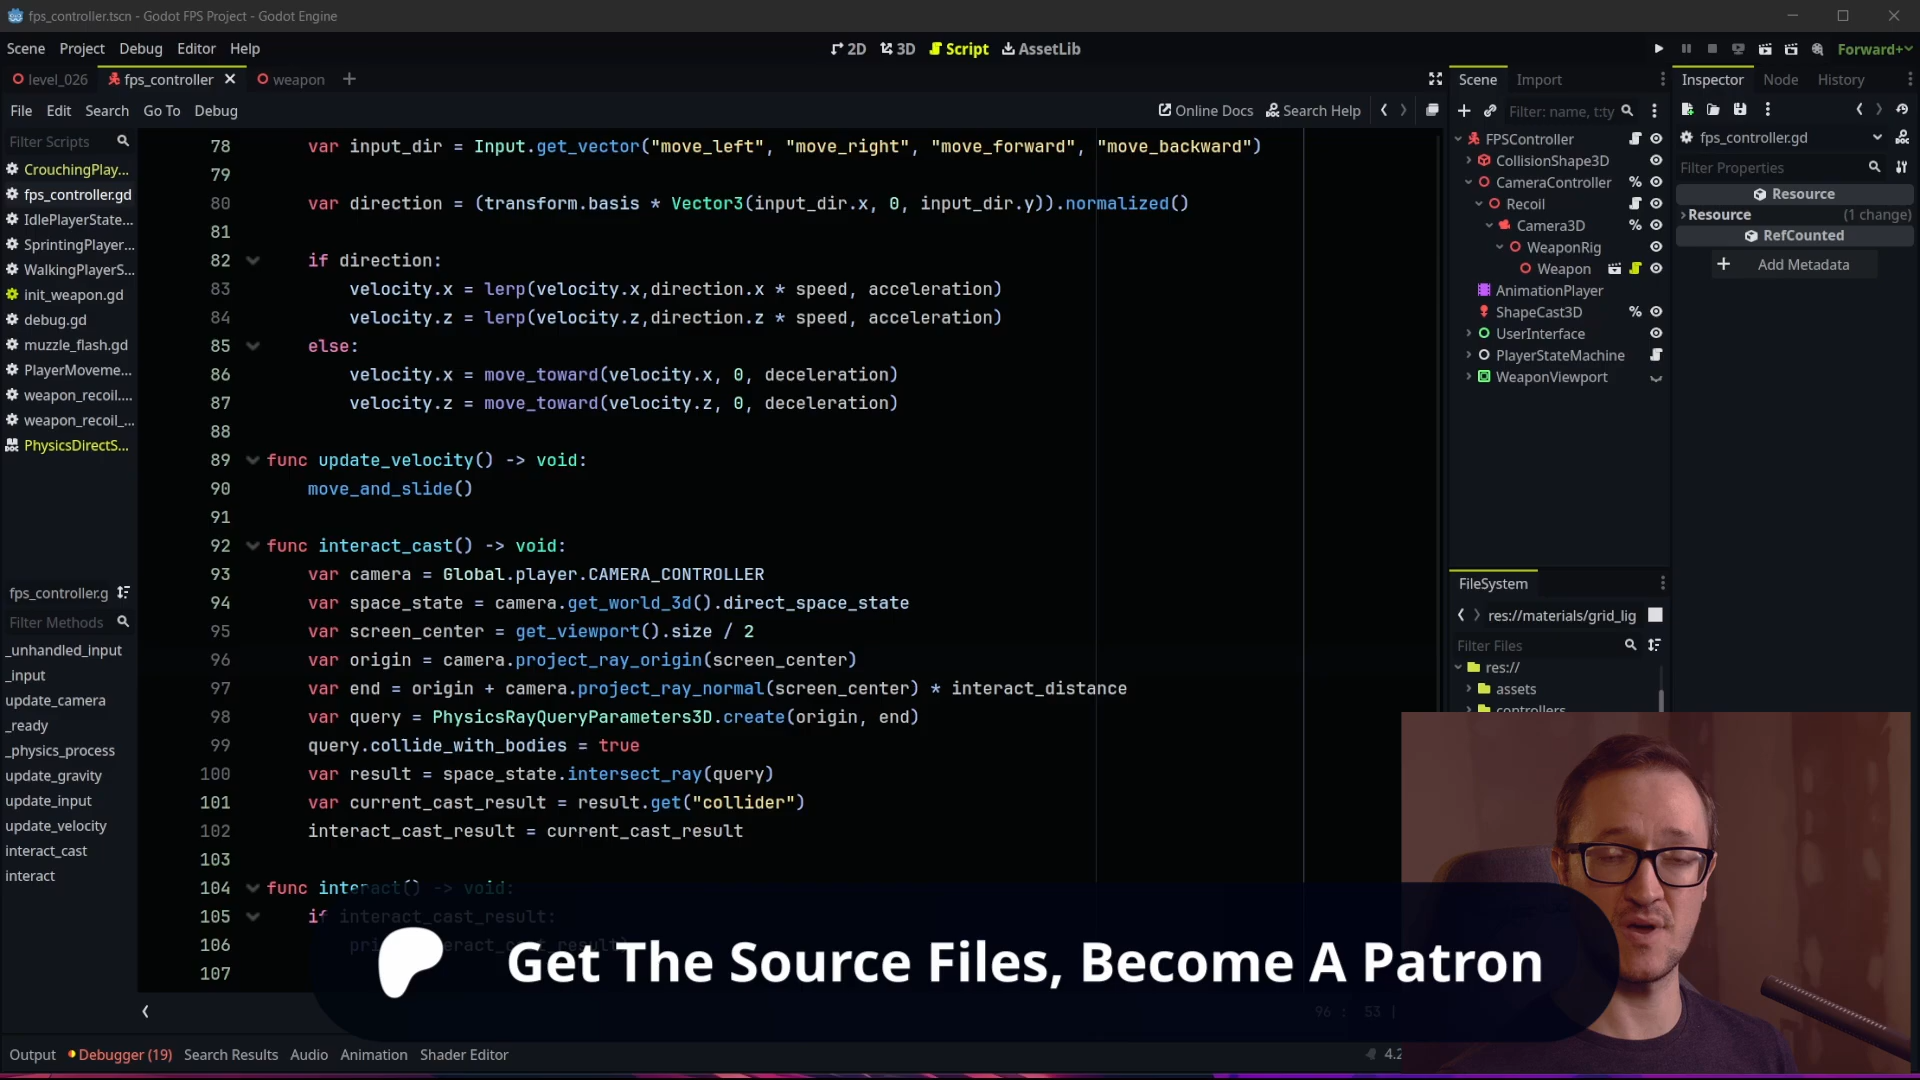 fps_controller.tscn - Godot FPS Project - Godot Engine
Scene Project Debug Editor Help
2D 3D Script AssetLib
Forward+
level_026 fps_controller weapon
File Edit Search Go To Debug
Online Docs Search Help
Filter Scripts
CrouchingPlay...
fps_controller.gd
IdlePlayerState...
SprintingPlayer...
WalkingPlayerS...
init_weapon.gd
debug.gd
muzzle_flash.gd
PlayerMoveme...
weapon_recoil....
weapon_recoil_...
PhysicsDirectS...
fps_controller.g
Filter Methods
_unhandled_input
_input
update_camera
_ready
_physics_process
update_gravity
update_input
update_velocity
interact_cast
interact
78 var input_dir = Input.get_vector("move_left", "move_right", "move_forward", "move_backward")
79
80 var direction = (transform.basis * Vector3(input_dir.x, 0, input_dir.y)).normalized()
81
82 if direction:
83 velocity.x = lerp(velocity.x,direction.x * speed, acceleration)
84 velocity.z = lerp(velocity.z,direction.z * speed, acceleration)
85 else:
86 velocity.x = move_toward(velocity.x, 0, deceleration)
87 velocity.z = move_toward(velocity.z, 0, deceleration)
88
89 func update_velocity() -> void:
90 move_and_slide()
91
92 func interact_cast() -> void:
93 var camera = Global.player.CAMERA_CONTROLLER
94 var space_state = camera.get_world_3d().direct_space_state
95 var screen_center = get_viewport().size / 2
96 var origin = camera.project_ray_origin(screen_center)
97 var end = origin + camera.project_ray_normal(screen_center) * interact_distance
98 var query = PhysicsRayQueryParameters3D.create(origin, end)
99 query.collide_with_bodies = true
100 var result = space_state.intersect_ray(query)
101 var current_cast_result = result.get("collider")
102 interact_cast_result = current_cast_result
103
104 func interact() -> void:
105 if interact_cast_result:
106
107
Get The Source Files, Become A Patron
96 : 53 |
Output Debugger (19) Search Results Audio Animation Shader Editor
4.2
Scene Import
Filter: name, t:ty
FPSController
CollisionShape3D
CameraController
Recoil
Camera3D
WeaponRig
Weapon
AnimationPlayer
ShapeCast3D
UserInterface
PlayerStateMachine
WeaponViewport
FileSystem
res://materials/grid_lig
Filter Files
res://
assets
controllers
Inspector Node History
fps_controller.gd
Filter Properties
Resource
Resource (1 change)
RefCounted
Add Metadata